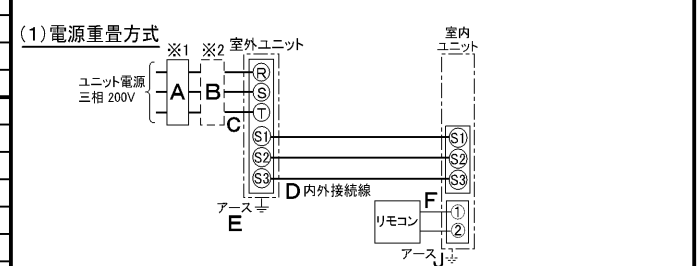 (1)電源重畳方式
※1 ※2 室外ユニット
室内
ユニット
ユニット電源
三相 200V
A
B
C
R
S
T
S1
S2
S3
S1
S2
S3
D 内外接続線
アース
E
リモコン
F
1
2
アース J